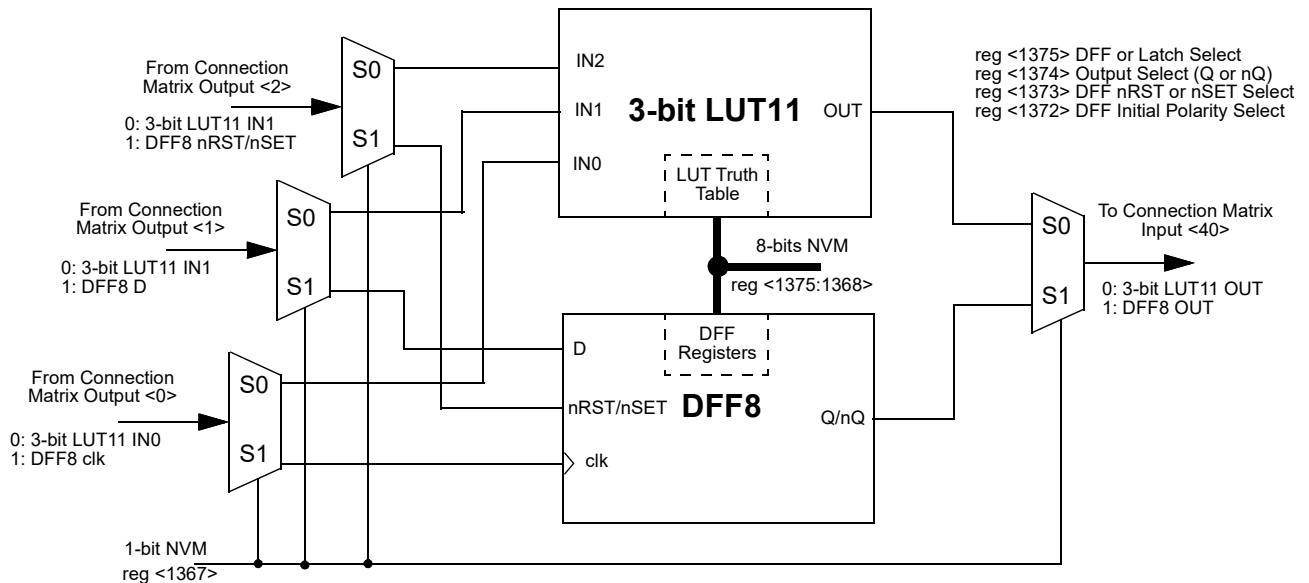 From Connection
Matrix Output <2>
0: 3-bit LUT11 IN1
1: DFF8 nRST/nSET
S0
S1
From Connection
Matrix Output <1>
0: 3-bit LUT11 IN1
1: DFF8 D
S0
S1
From Connection
Matrix Output <0>
0: 3-bit LUT11 IN0
1: DFF8 clk
S0
S1
1-bit NVM
reg <1367>
IN2
IN1
IN0
3-bit LUT11
OUT
LUT Truth
Table
8-bits NVM
reg <1375:1368>
DFF
Registers
D
nRST/nSET
clk
DFF8
Q/nQ
reg <1375> DFF or Latch Select
reg <1374> Output Select (Q or nQ)
reg <1373> DFF nRST or nSET Select
reg <1372> DFF Initial Polarity Select
S0
S1
To Connection Matrix
Input <40>
0: 3-bit LUT11 OUT
1: DFF8 OUT